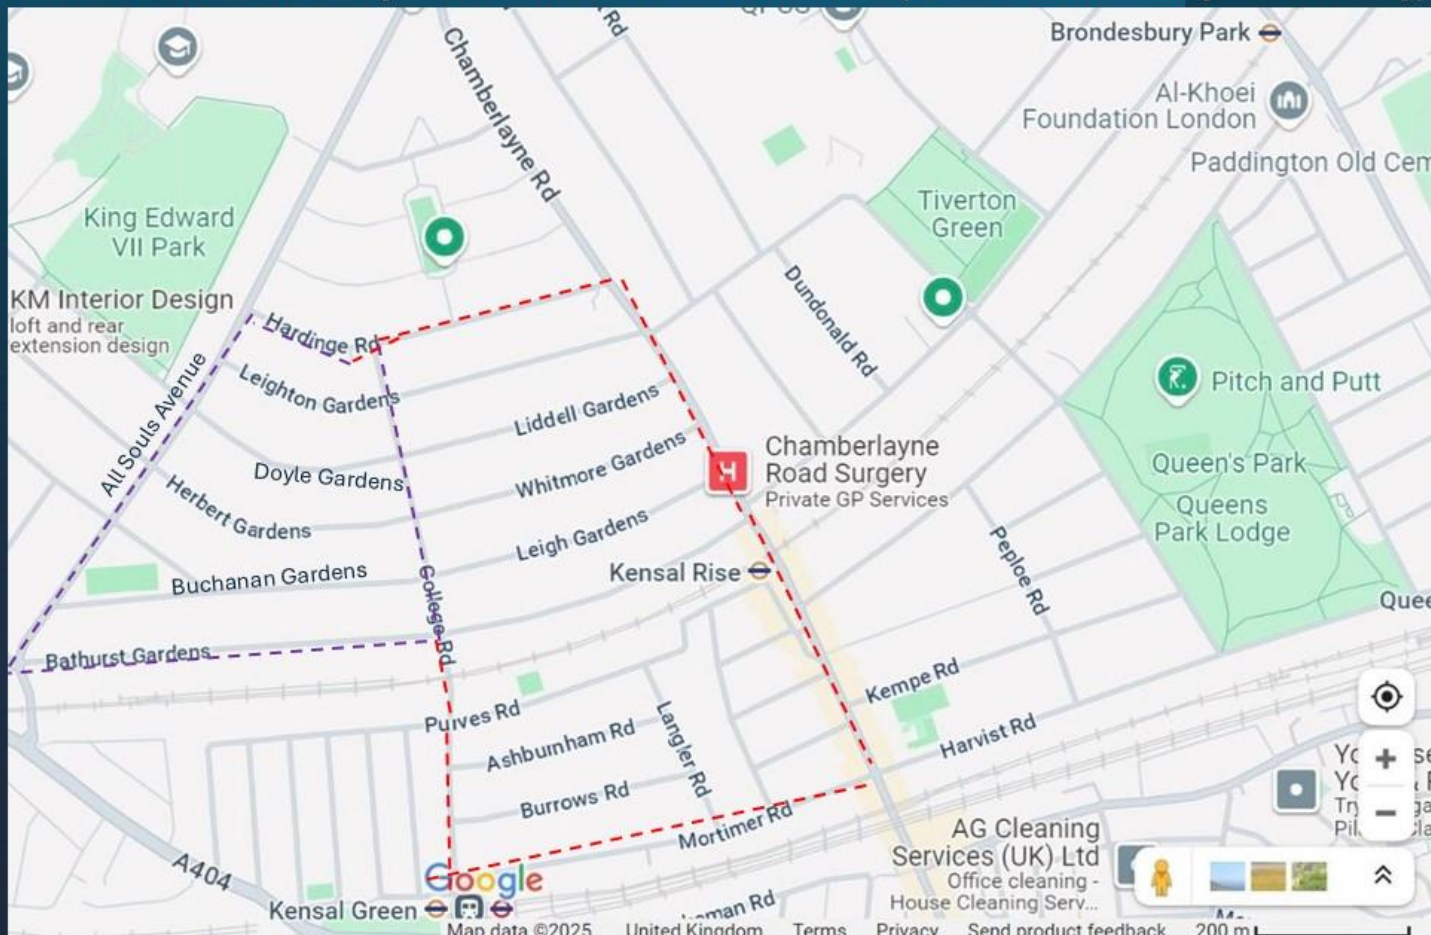 Brondesbury Park
Chamberlayne Rd
Al-Khoei
Foundation London
Paddington Old Cem
King Edward
VII Park
Tiverton
Green
KM Interior Design
loft and rear
extension design
Hardinge Rd
Dundonald Rd
All Souls Avenue
Leighton Gardens
Liddell Gardens
Pitch and Putt
Doyle Gardens
Whitmore Gardens
Chamberlayne
Road Surgery
Private GP Services
H
Queen's Park
Queens
Park Lodge
Herbert Gardens
Leigh Gardens
Peploe Rd
Buchanan Gardens
College Rd
Kensal Rise
Quee
Bathurst Gardens
Kempe Rd
Purves Rd
Langler Rd
Harvist Rd
Ashburnham Rd
Burrows Rd
Mortimer Rd
A404
AG Cleaning
Services (UK) Ltd
Office cleaning -
House Cleaning Serv...
Google
Kensal Green
Map data ©2025 United Kingdom Terms Privacy Send product feedback 200 m